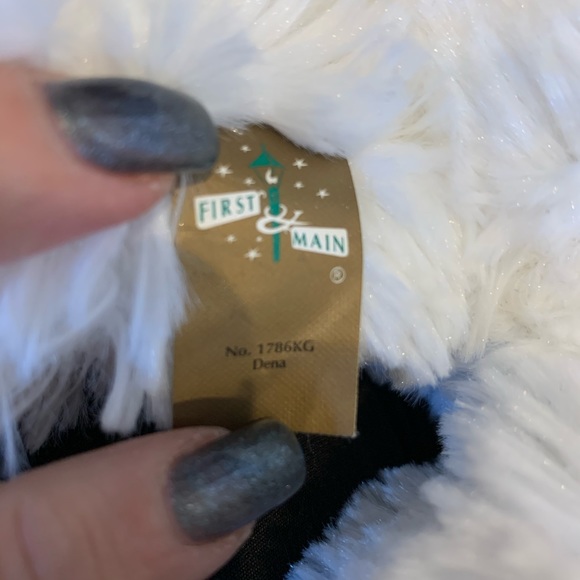 FIRST
&
MAIN
®
No. 1786KG
Dena